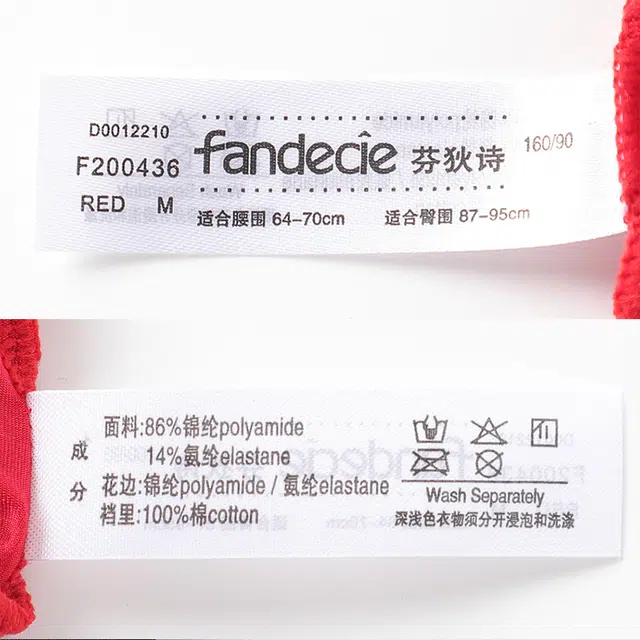 D0012210
F200436
RED M
fandecie 芬狄诗
160/90
适合腰围 64-70cm 适合臀围 87-95cm
成分
面料:86%锦纶polyamide
14%氨纶elastane
花边:锦纶polyamide / 氨纶elastane
裆里:100%棉cotton
Wash Separately
深浅色衣物须分开浸泡和洗涤